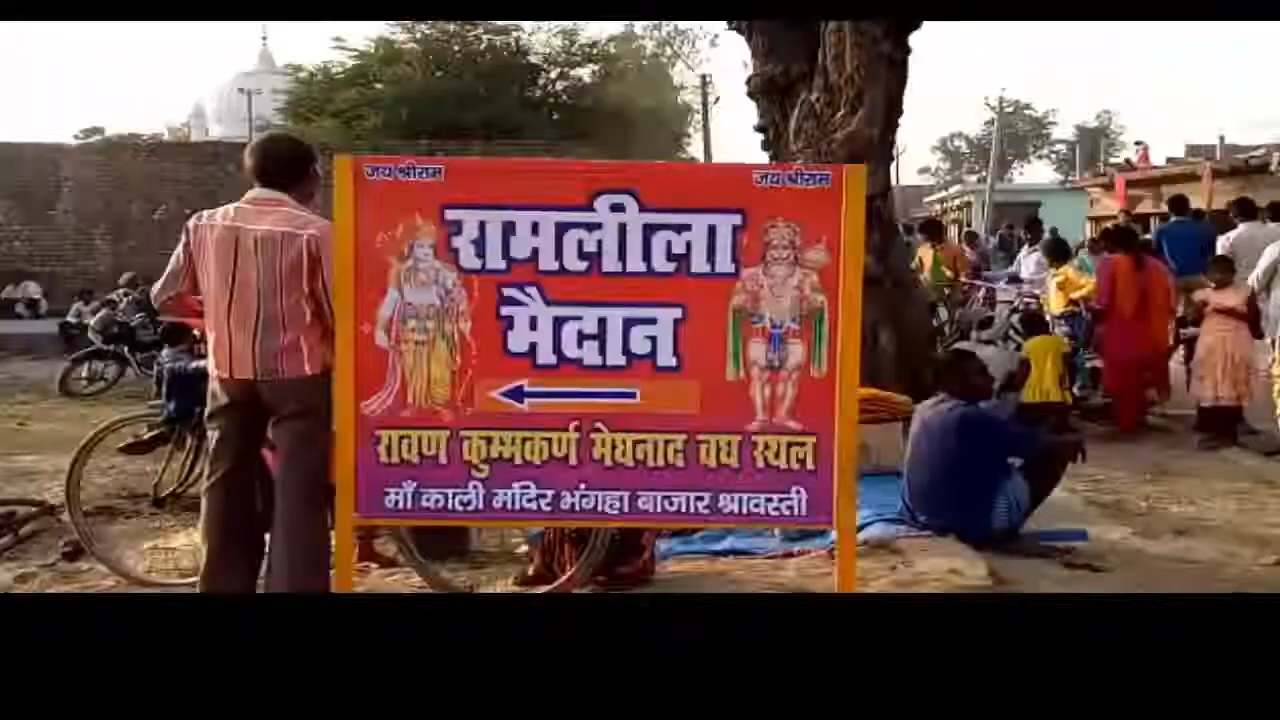 जय श्रीराम जय श्रीराम
रामलीला
मैदान
रावण कुम्भकर्ण मेघनाद वध स्थल
माँ काली मंदिर भंगहा बाजार श्रावस्ती